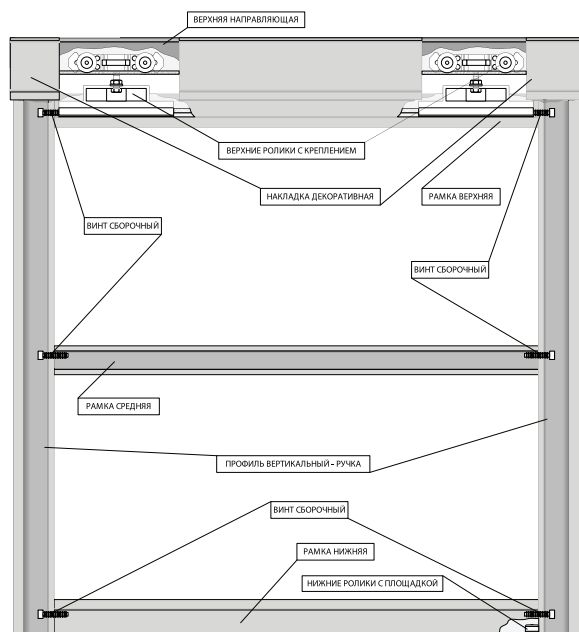 ВЕРХНЯЯ НАПРАВЛЯЮЩАЯ
ВЕРХНИЕ РОЛИКИ С КРЕПЛЕНИЕМ
НАКЛАДКА ДЕКОРАТИВНАЯ
РАМКА ВЕРХНЯЯ
ВИНТ СБОРОЧНЫЙ
ВИНТ СБОРОЧНЫЙ
РАМКА СРЕДНЯЯ
ПРОФИЛЬ ВЕРТИКАЛЬНЫЙ – РУЧКА
ВИНТ СБОРОЧНЫЙ
РАМКА НИЖНЯЯ
НИЖНИЕ РОЛИКИ С ПЛОЩАДКОЙ